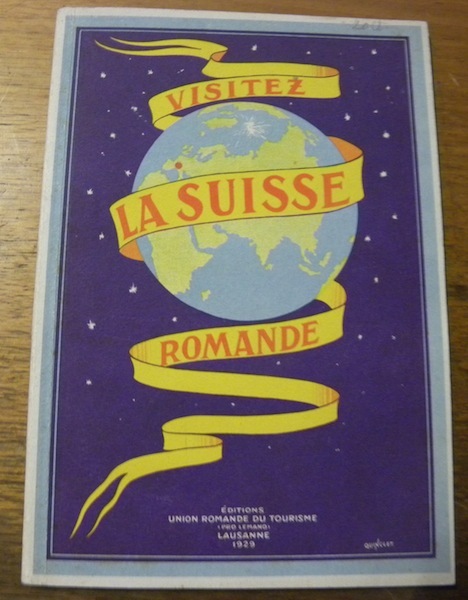 VISITEZ
LA SUISSE
ROMANDE
ÉDITIONS
UNION ROMANDE DU TOURISME
(PRO LEMANO)
LAUSANNE
1929